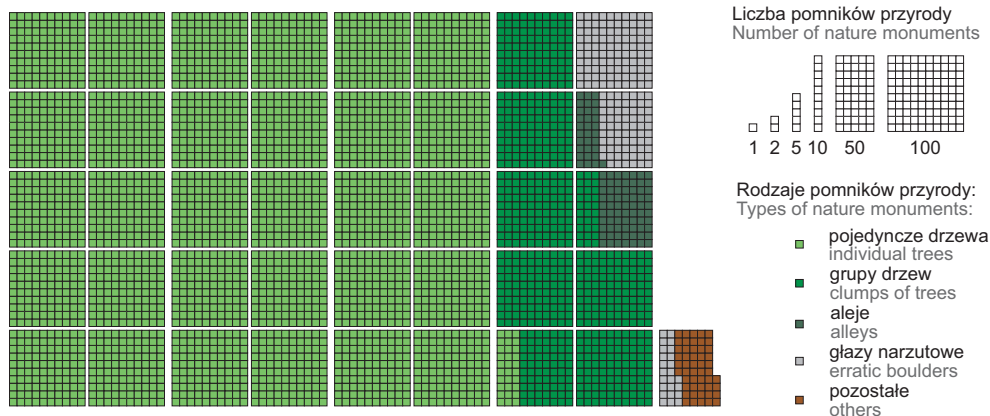 Liczba pomników przyrody
Number of nature monuments
1 2 5 10 50 100
Rodzaje pomników przyrody:
Types of nature monuments:
pojedyncze drzewa
individual trees
grupy drzew
clumps of trees
aleje
alleys
głazy narzutowe
erratic boulders
pozostałe
others